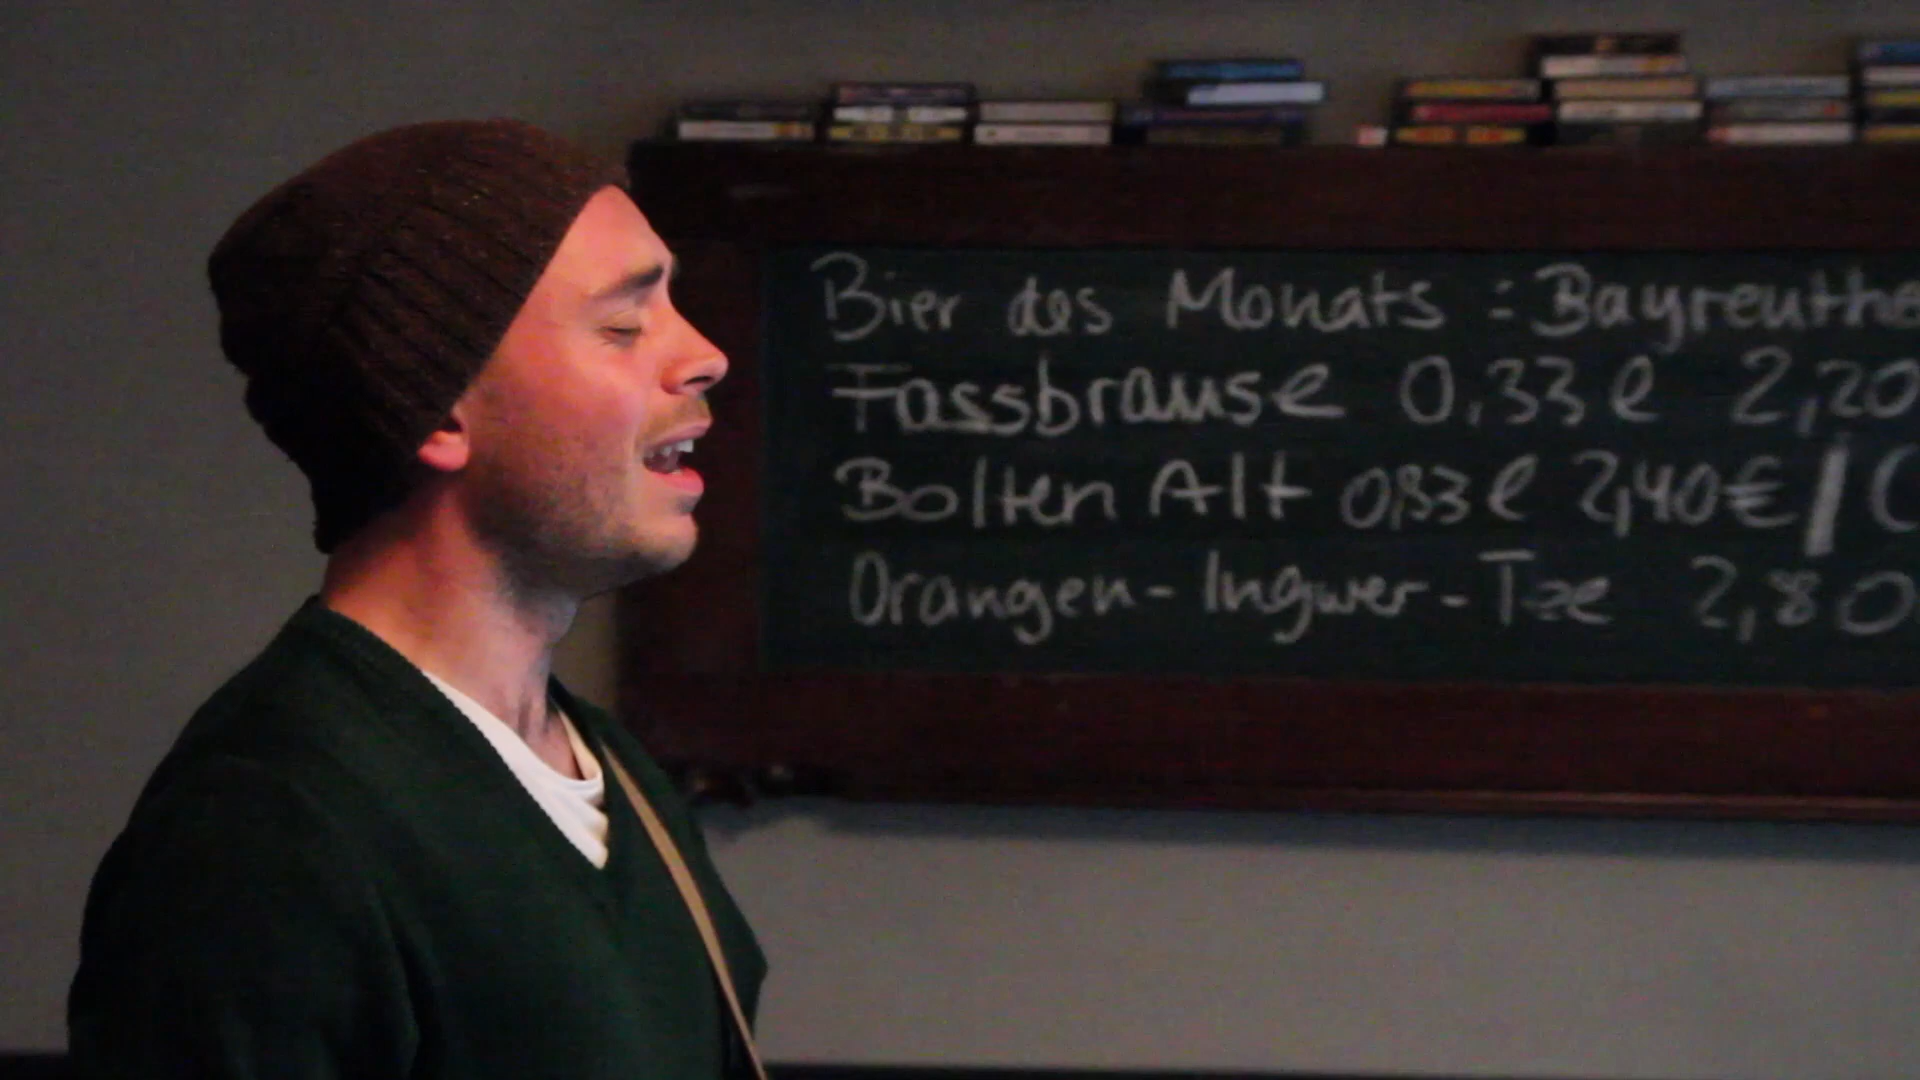 Bier des Monats : Bayreuthe
Fassbrause 0,33 l 2,20
Bolten Alt 0,33 l 2,40€/
Orangen-Ingwer-Tee 2,80